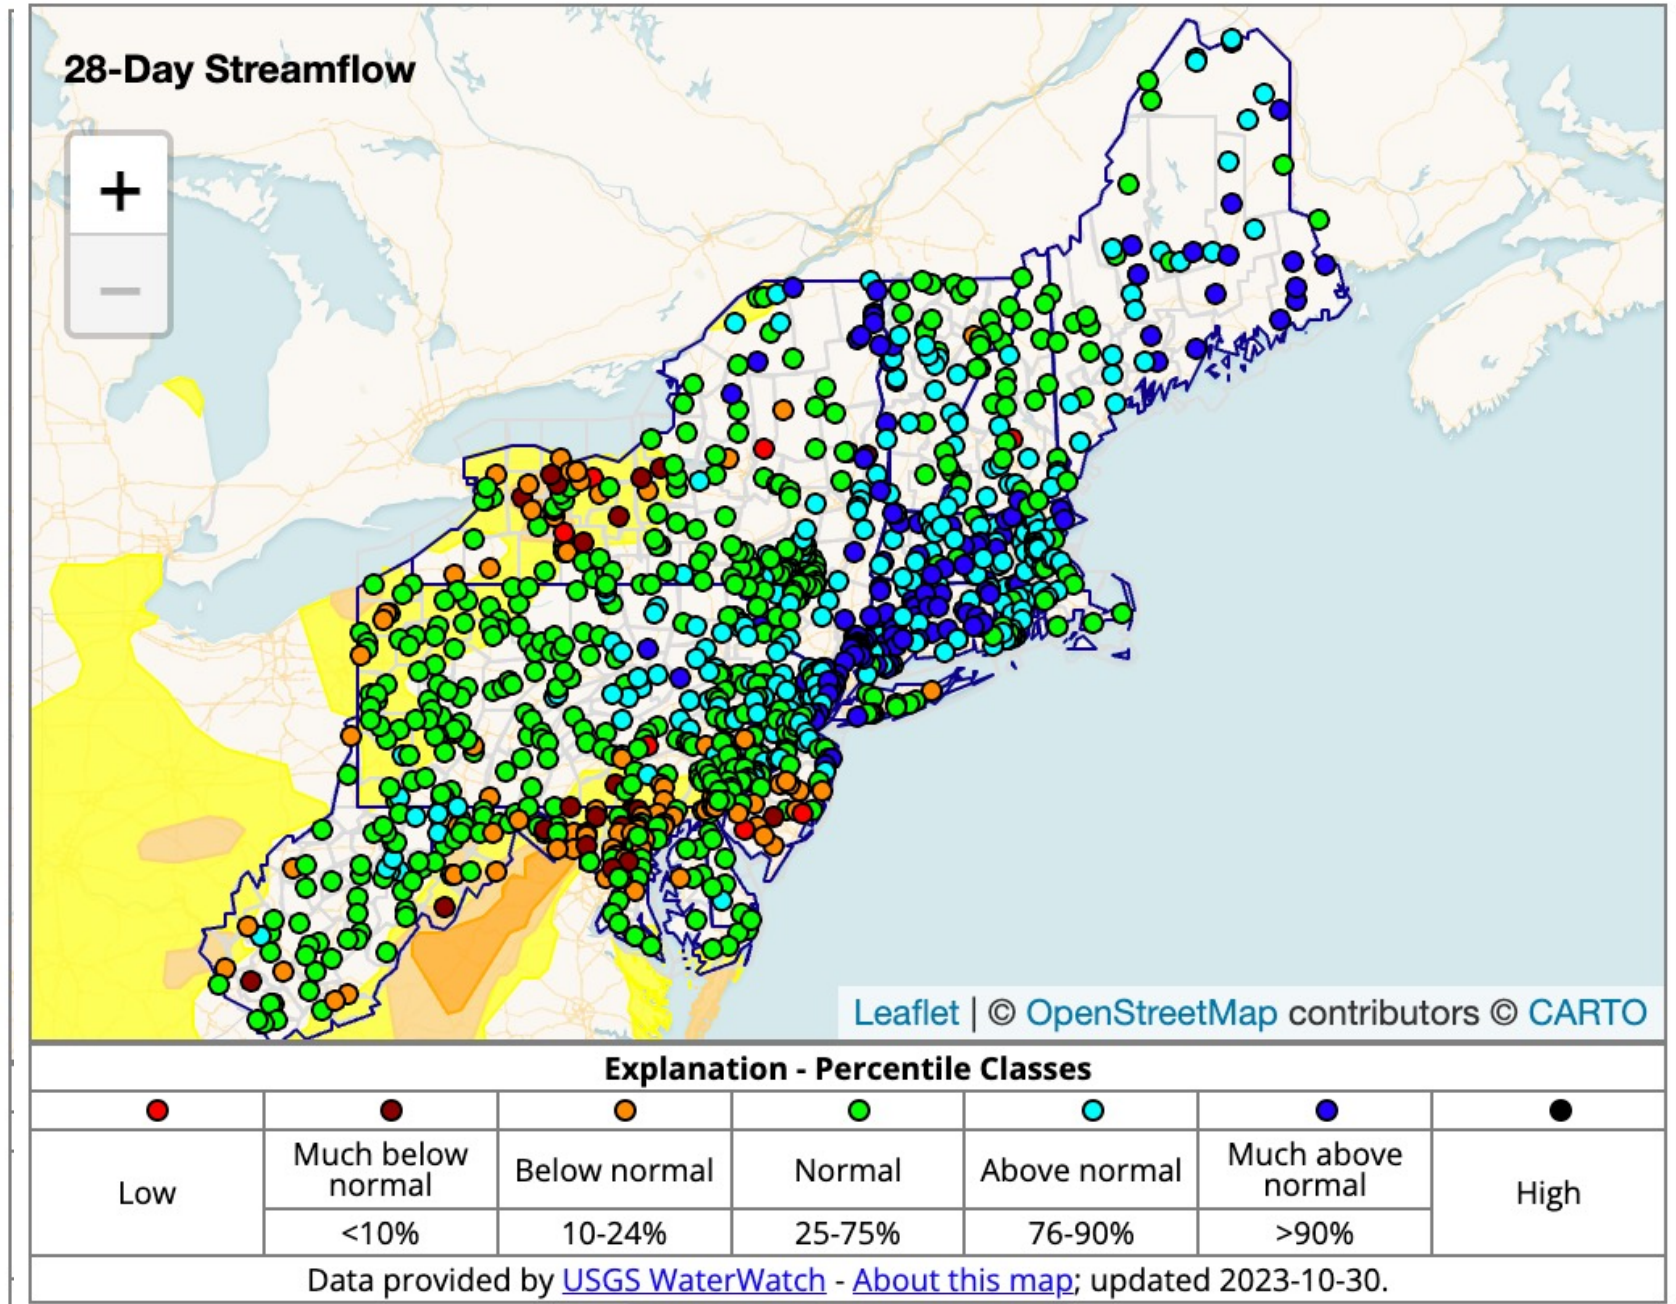 28-Day Streamflow
+
−
Leaflet | © OpenStreetMap contributors © CARTO
Explanation - Percentile Classes
Low
Much below normal
<10%
Below normal
10-24%
Normal
25-75%
Above normal
76-90%
Much above normal
>90%
High
Data provided by USGS WaterWatch - About this map; updated 2023-10-30.